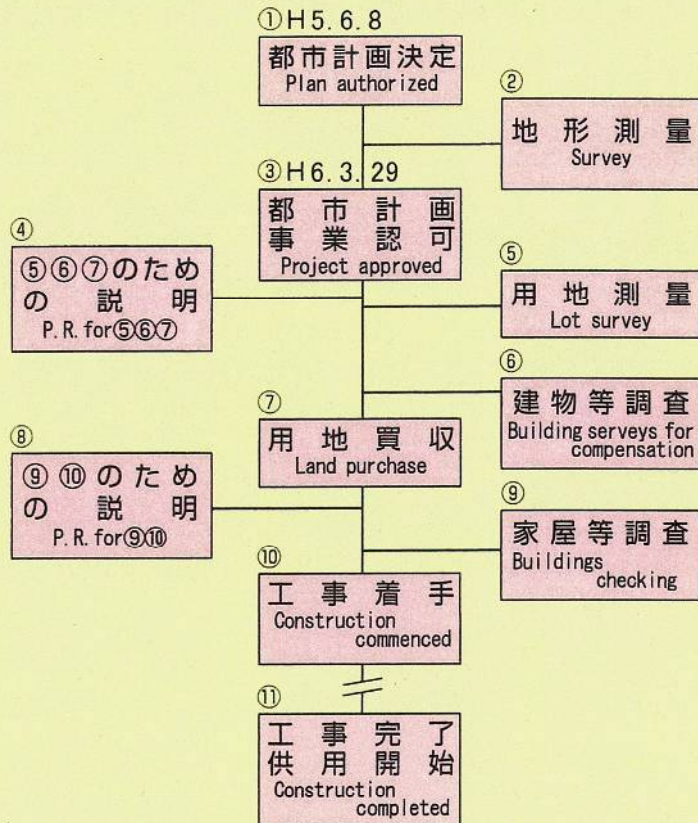 ①H5.6.8
都市計画決定
Plan authorized
②
地形測量
Survey
③H6.3.29
都市計画
事業認可
Project approved
④
⑤⑥⑦のため
の説明
P.R.for⑤⑥⑦
⑤
用地測量
Lot survey
⑥
建物等調査
Building serveys for
compensation
⑦
用地買収
Land purchase
⑧
⑨⑩のため
の説明
P.R.for⑨⑩
⑨
家屋等調査
Buildings
checking
⑩
工事着手
Construction
commenced
⑪
工事完了
供用開始
Construction
completed